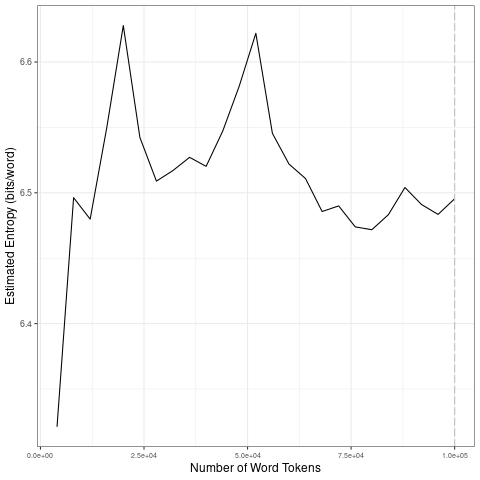 Estimated Entropy (bits/word)
6.6
6.5
6.4
0.0e+00 2.5e+04 5.0e+04 7.5e+04 1.0e+05
Number of Word Tokens